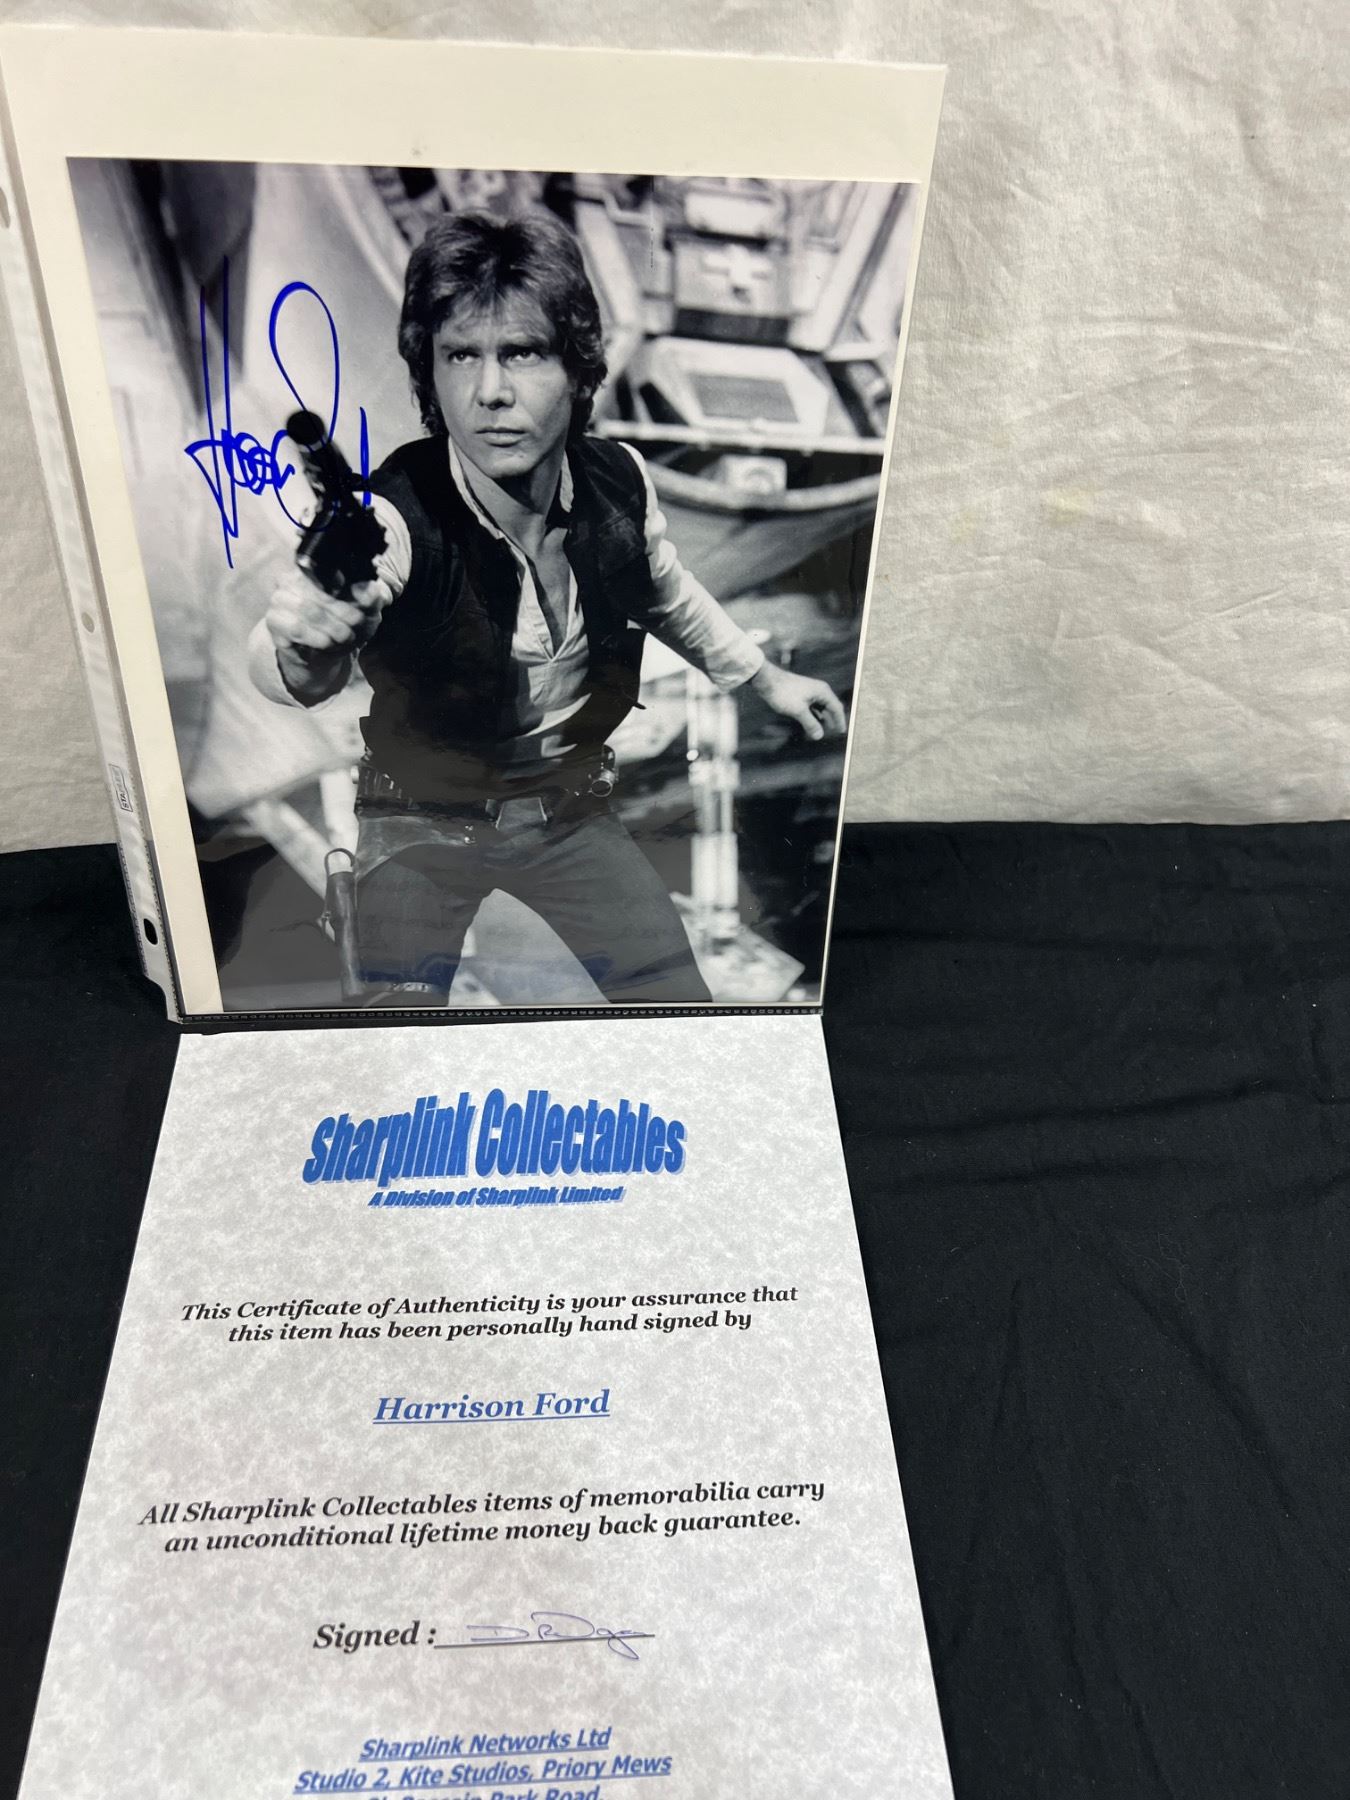 Sharplink Collectables
A Division of Sharplink Limited
This Certificate of Authenticity is your assurance that
this item has been personally hand signed by
Harrison Ford
All Sharplink Collectables items of memorabilia carry
an unconditional lifetime money back guarantee.
Signed :
Sharplink Networks Ltd
Studio 2, Kite Studios, Priory Mews
Park Road,